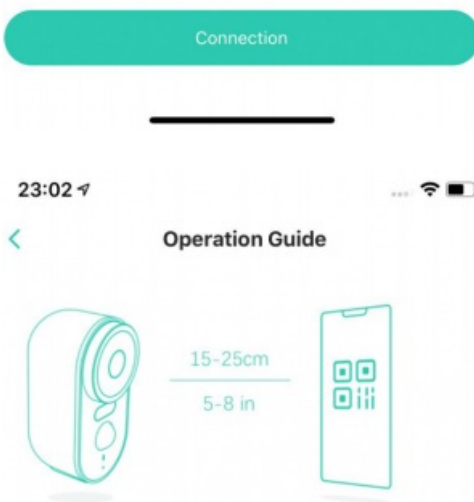 Connection
23:02
Operation Guide
15-25cm
5-8 in